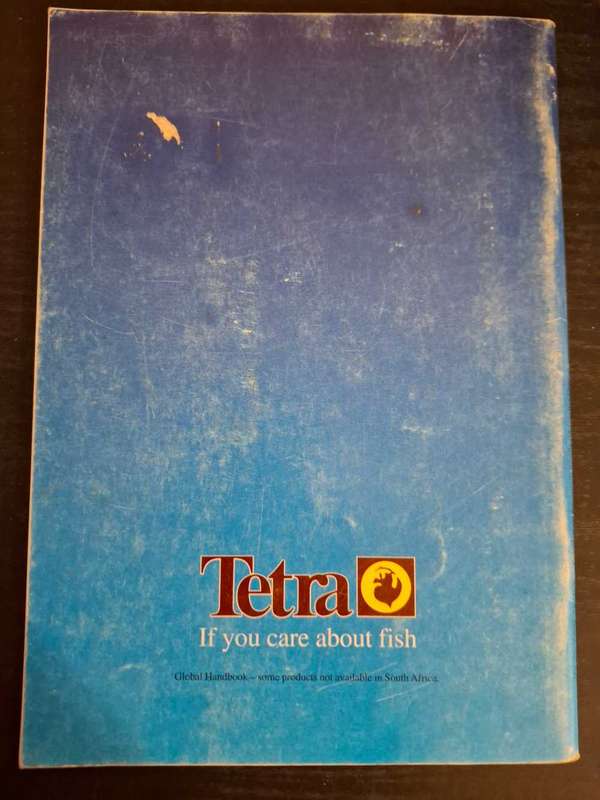 Tetra
If you care about fish
Global Handbook – some products not available in South Africa.